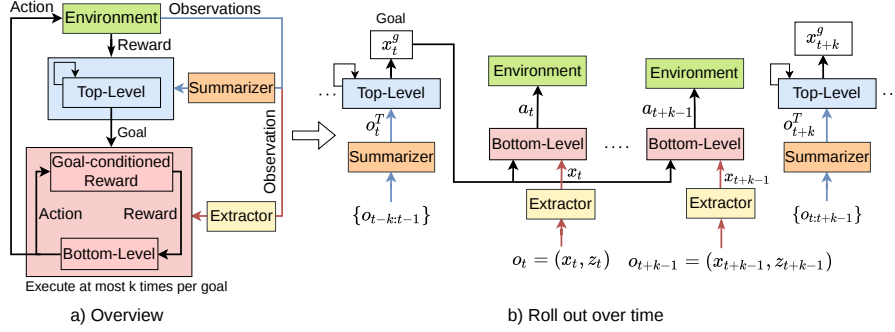 Action
Environment
Observations
Reward
Top-Level
Summarizer
Goal
Observation
Goal-conditioned
Reward
Action
Reward
Extractor
Bottom-Level
Execute at most k times per goal
a) Overview
Goal
x_t^g
... Top-Level
o_t^T
Summarizer
{o_{t-k:t-1}}
Environment
a_t
Bottom-Level
x_t
Extractor
o_t = (x_t, z_t)
....
Environment
a_{t+k-1}
Bottom-Level
x_{t+k-1}
Extractor
o_{t+k-1} = (x_{t+k-1}, z_{t+k-1})
x_{t+k}^g
Top-Level ...
o_{t+k}^T
Summarizer
{o_{t:t+k-1}}
b) Roll out over time